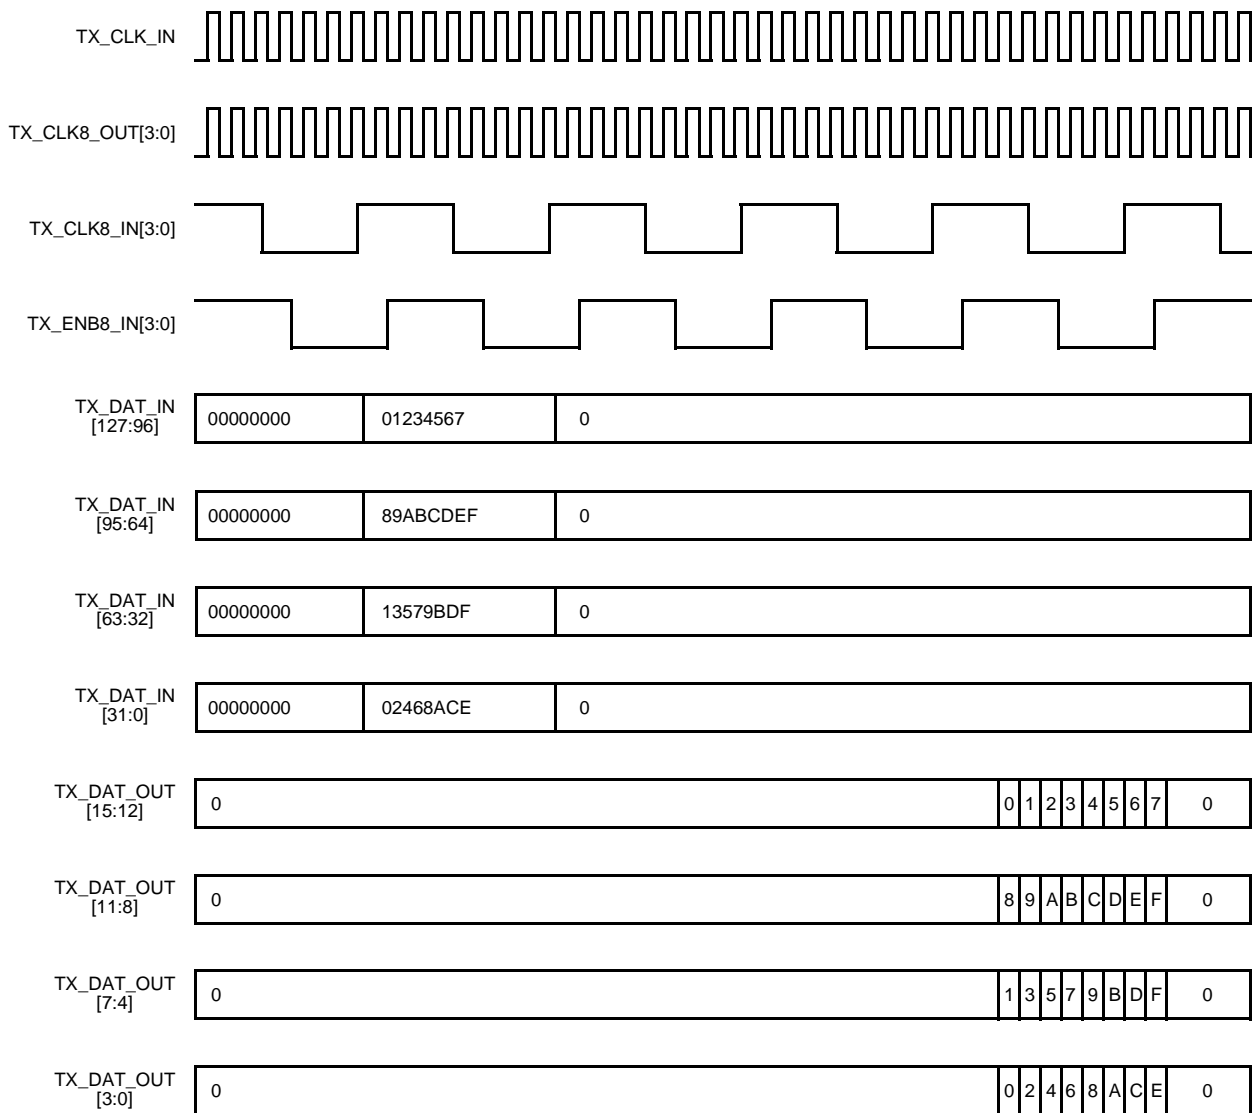 TX_CLK_IN
TX_CLK8_OUT[3:0]
TX_CLK8_IN[3:0]
TX_ENB8_IN[3:0]
TX_DAT_IN
[127:96]
00000000 01234567 0
TX_DAT_IN
[95:64]
00000000 89ABCDEF 0
TX_DAT_IN
[63:32]
00000000 13579BDF 0
TX_DAT_IN
[31:0]
00000000 02468ACE 0
TX_DAT_OUT
[15:12]
0 0 1 2 3 4 5 6 7 0
TX_DAT_OUT
[11:8]
0 8 9 A B C D E F 0
TX_DAT_OUT
[7:4]
0 1 3 5 7 9 B D F 0
TX_DAT_OUT
[3:0]
0 0 2 4 6 8 A C E 0